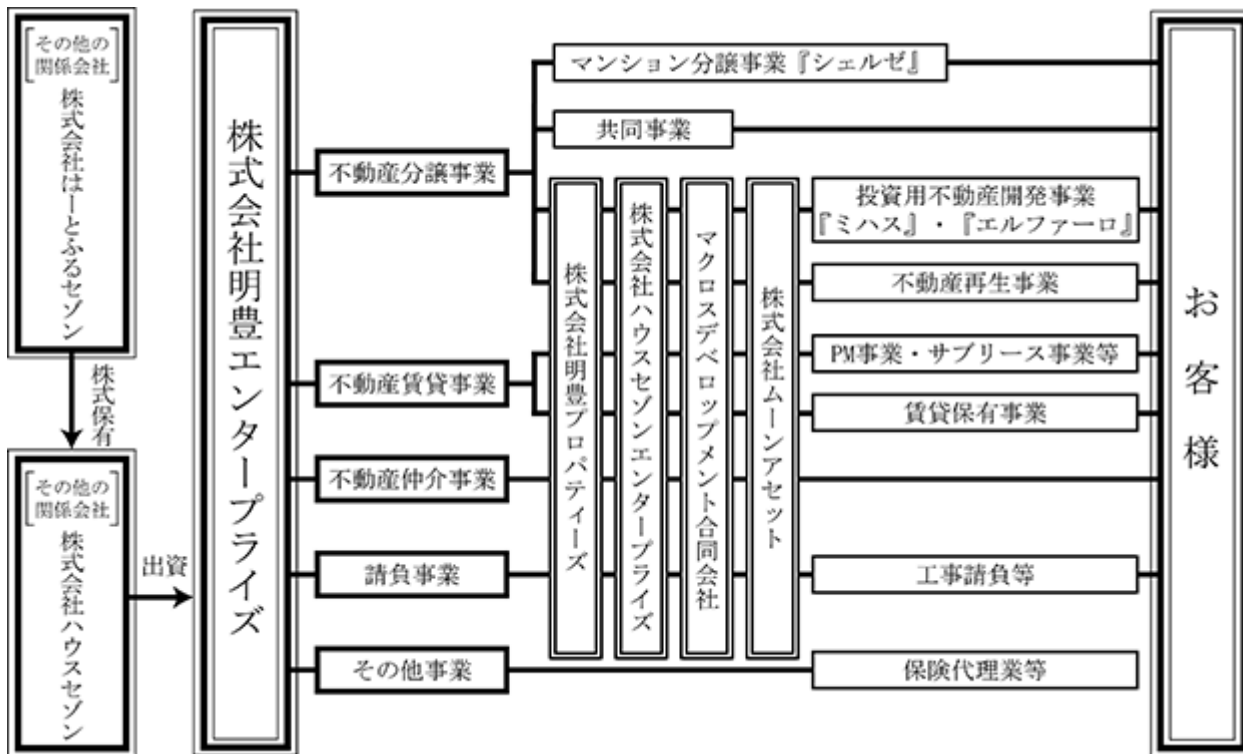 その他の
関係会社
株式会社はーとふるセゾン
株式保有
その他の
関係会社
株式会社ハウスセゾン
出資
株式会社明豊エンタープライズ
不動産分譲事業
不動産賃貸事業
不動産仲介事業
請負事業
その他事業
マンション分譲事業『シェルゼ』
共同事業
株式会社明豊プロパティーズ
株式会社ハウスセゾンエンタープライズ
マクロスデベロップメント合同会社
株式会社ムーンアセット
投資用不動産開発事業
『ミハス』・『エルファーロ』
不動産再生事業
PM事業・サブリース事業等
賃貸保有事業
工事請負等
保険代理業等
お客様